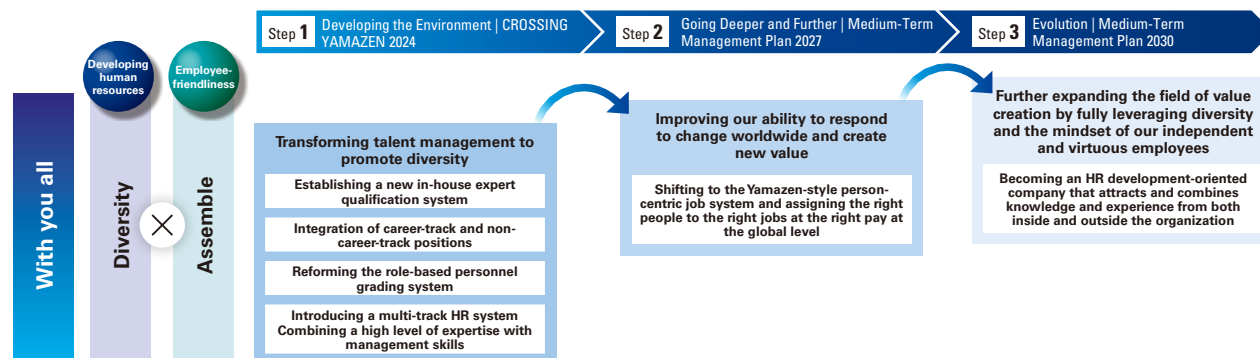 Step 1 Developing the Environment | CROSSING
YAMAZEN 2024
Step 2 Going Deeper and Further | Medium-Term
Management Plan 2027
Step 3 Evolution | Medium-Term
Management Plan 2030
With you all
Developing
human
resources
Diversity
×
Employee-
friendliness
Assemble
Transforming talent management to
promote diversity
Establishing a new in-house expert
qualification system
Integration of career-track and non-
career-track positions
Reforming the role-based personnel
grading system
Introducing a multi-track HR system
Combining a high level of expertise with
management skills
Improving our ability to respond
to change worldwide and create
new value
Shifting to the Yamazen-style person-
centric job system and assigning the right
people to the right jobs at the right pay at
the global level
Further expanding the field of value
creation by fully leveraging diversity
and the mindset of our independent
and virtuous employees
Becoming an HR development-oriented
company that attracts and combines
knowledge and experience from both
inside and outside the organization